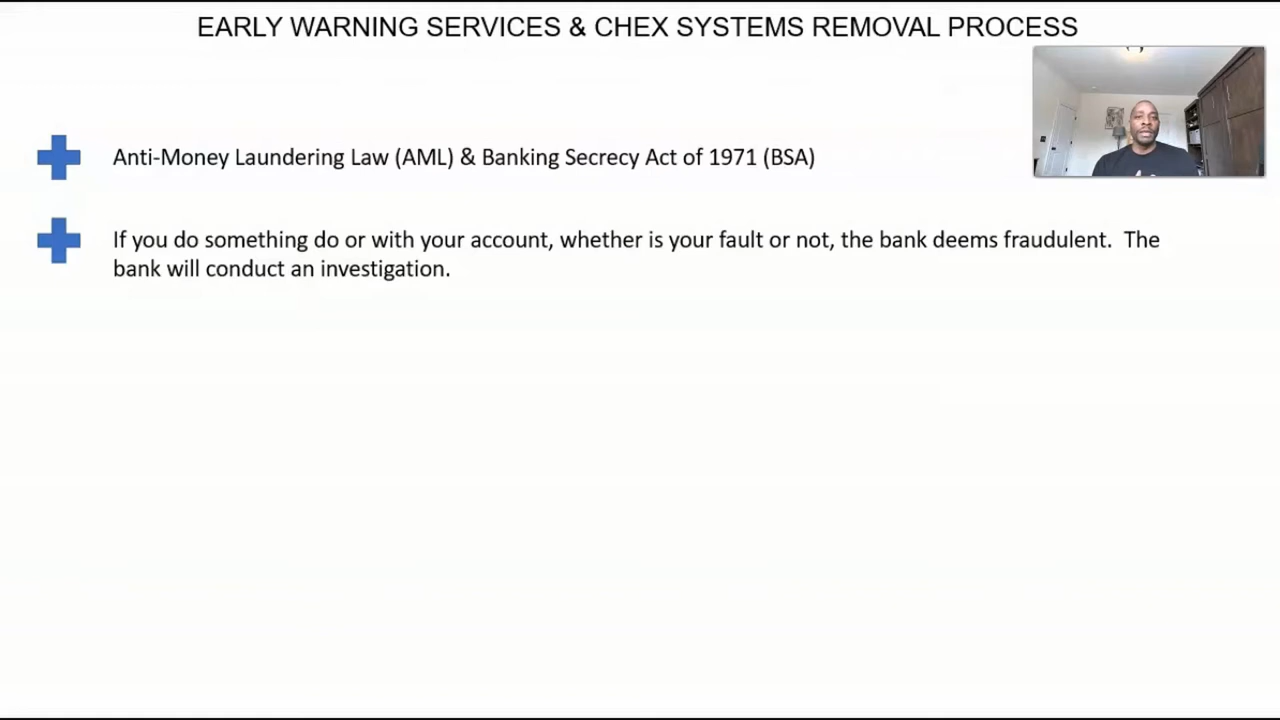 EARLY WARNING SERVICES & CHEX SYSTEMS REMOVAL PROCESS
Anti-Money Laundering Law (AML) & Banking Secrecy Act of 1971 (BSA)
If you do something do or with your account, whether is your fault or not, the bank deems fraudulent. The
bank will conduct an investigation.